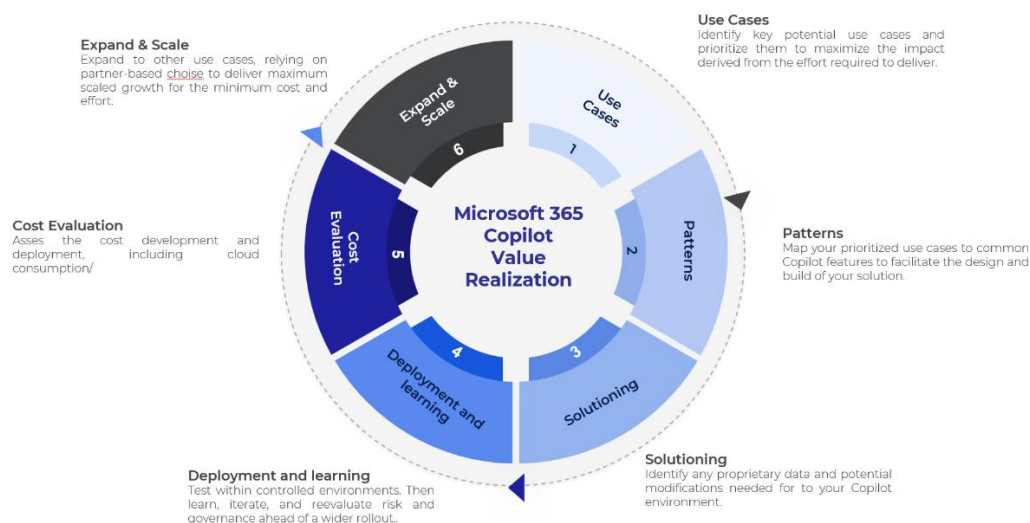 Use Cases
Identify key potential use cases and
prioritize them to maximize the impact
derived from the effort required to deliver.
Expand & Scale
Expand to other use cases, relying on
partner-based choise to deliver maximum
scaled growth for the minimum cost and
effort.
Expand &
Scale
6
Use
Cases
1
Microsoft 365
Copilot
Value
Realization
Cost
Evaluation
5
Patterns
2
Cost Evaluation
Asses the cost development and
deployment, including cloud
consumption/
Patterns
Map your prioritized use cases to common
Copilot features to facilitate the design and
build of your solution.
Deployment and
learning
4
Solutioning
3
Deployment and learning
Test within controlled environments. Then
learn, iterate, and reevaluate risk and
governance ahead of a wider rollout..
Solutioning
Identify any proprietary data and potential
modifications needed for to your Copilot
environment.